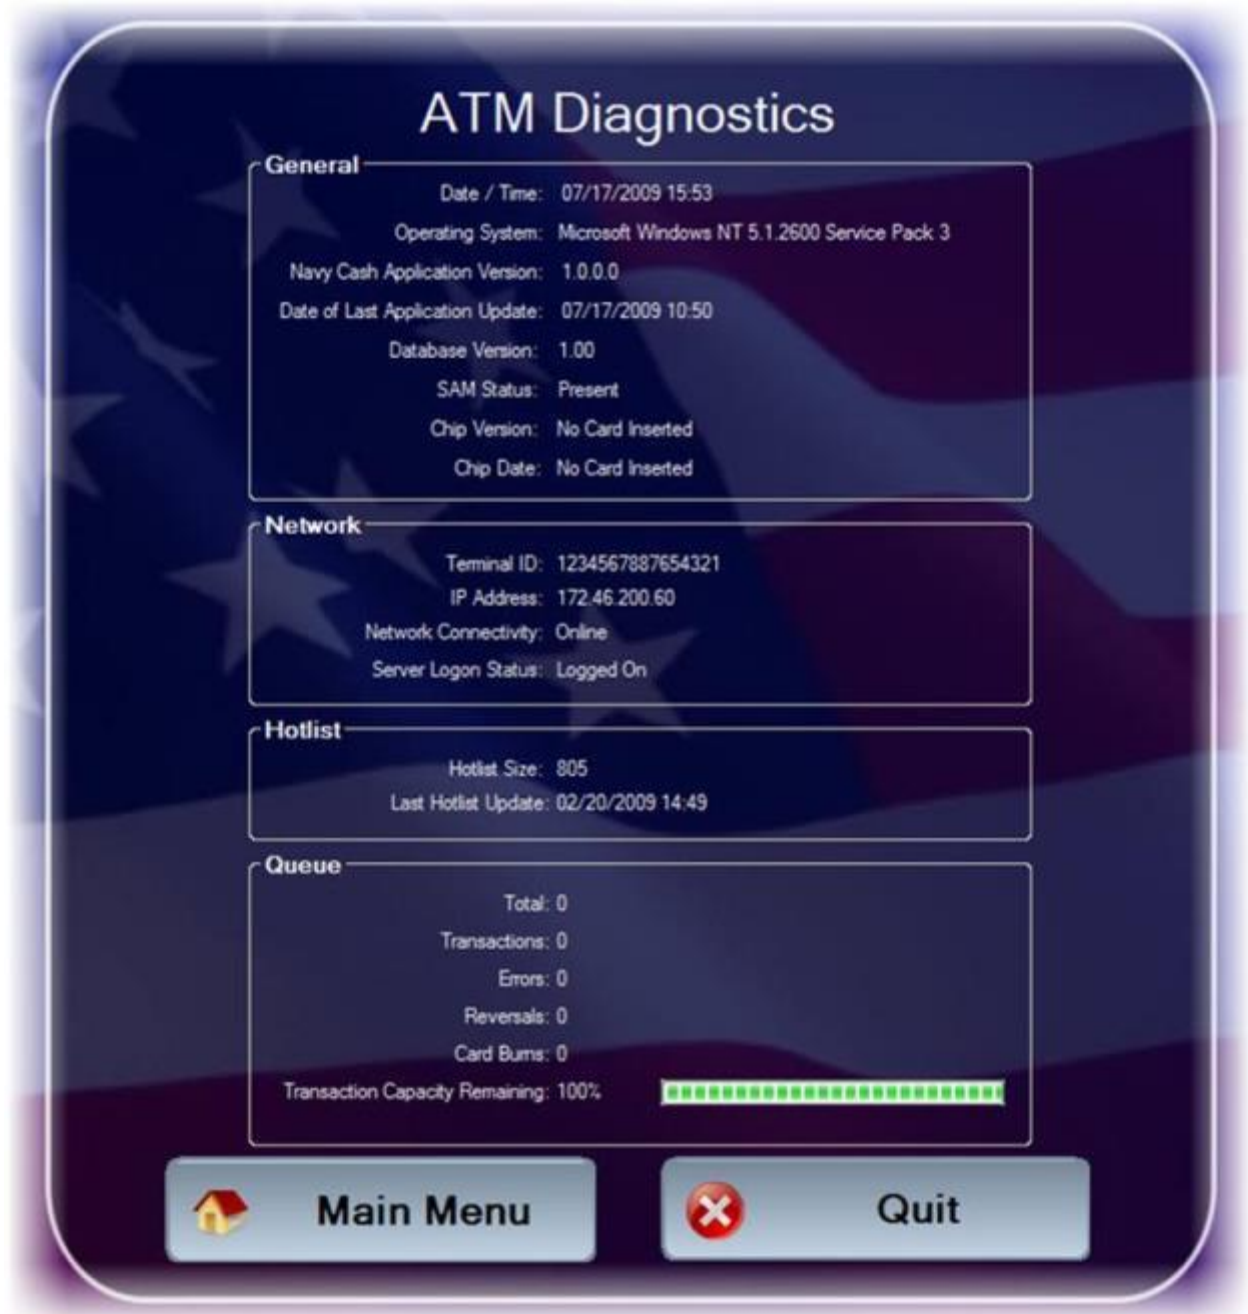 ATM Diagnostics
General
Date / Time: 07/17/2009 15:53
Operating System: Microsoft Windows NT 5.1.2600 Service Pack 3
Navy Cash Application Version: 1.0.0.0
Date of Last Application Update: 07/17/2009 10:50
Database Version: 1.00
SAM Status: Present
Chip Version: No Card Inserted
Chip Date: No Card Inserted
Network
Terminal ID: 1234567887654321
IP Address: 172.46.200.60
Network Connectivity: Online
Server Logon Status: Logged On
Hotlist
Hotlist Size: 805
Last Hotlist Update: 02/20/2009 14:49
Queue
Total: 0
Transactions: 0
Errors: 0
Reversals: 0
Card Burns: 0
Transaction Capacity Remaining: 100%
Main Menu Quit